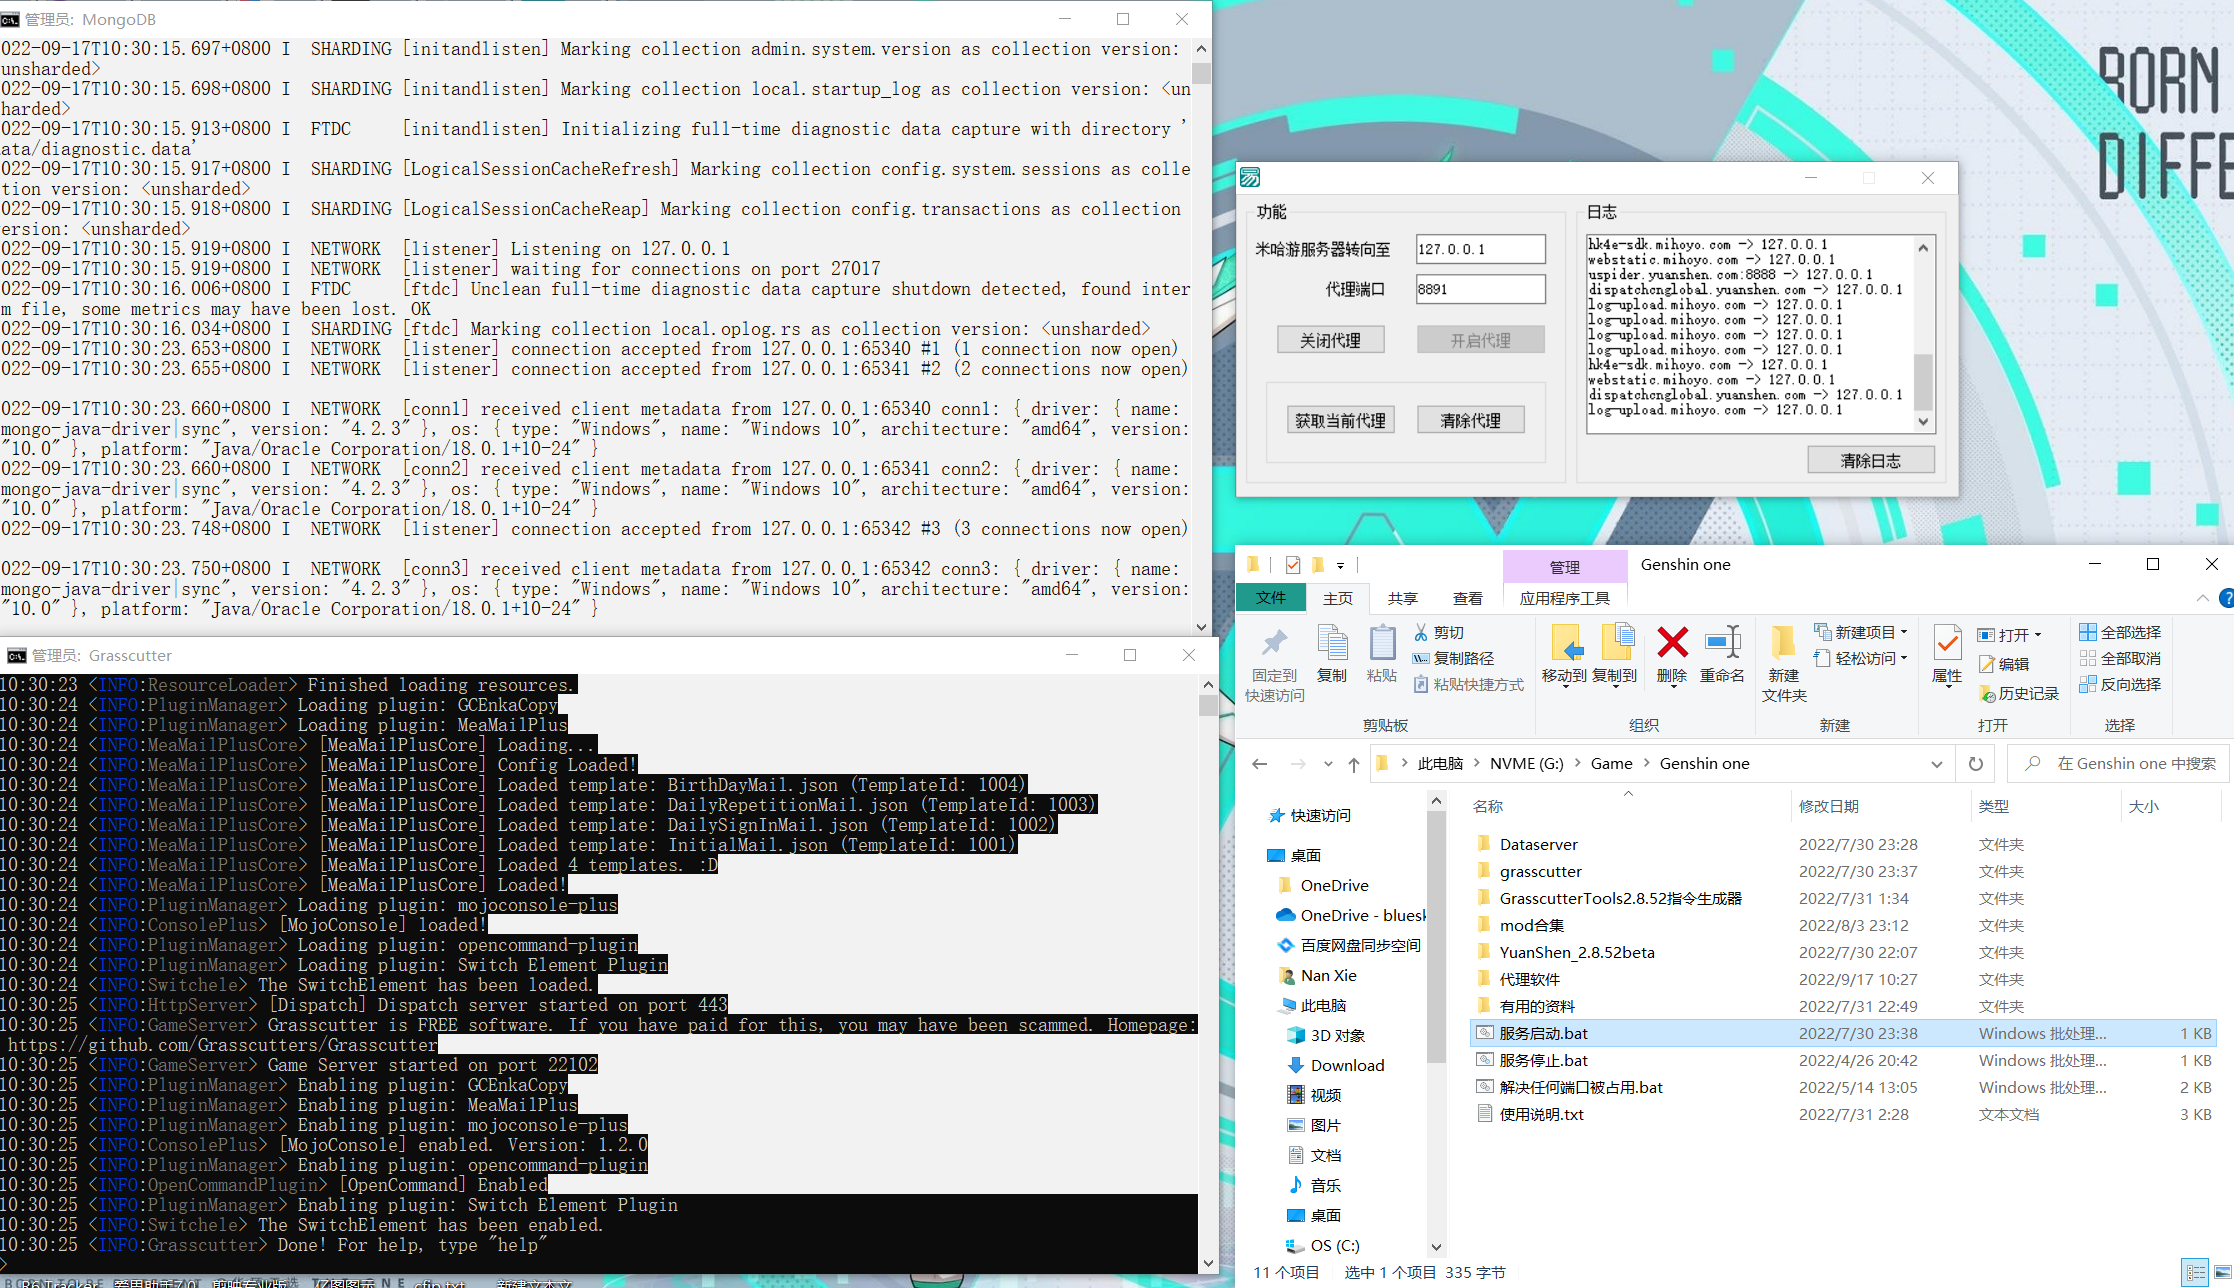 管理员: MongoDB
022-09-17T10:30:15.697+0800 I  SHARDING [initandlisten] Marking collection admin.system.version as collection version:
unsharded>
022-09-17T10:30:15.698+0800 I  SHARDING [initandlisten] Marking collection local.startup_log as collection version: <un
harded>
022-09-17T10:30:15.913+0800 I  FTDC     [initandlisten] Initializing full-time diagnostic data capture with directory '
ata/diagnostic.data'
022-09-17T10:30:15.917+0800 I  SHARDING [LogicalSessionCacheRefresh] Marking collection config.system.sessions as colle
tion version: <unsharded>
022-09-17T10:30:15.918+0800 I  SHARDING [LogicalSessionCacheReap] Marking collection config.transactions as collection
ersion: <unsharded>
022-09-17T10:30:15.919+0800 I  NETWORK  [listener] Listening on 127.0.0.1
022-09-17T10:30:15.919+0800 I  NETWORK  [listener] waiting for connections on port 27017
022-09-17T10:30:16.006+0800 I  FTDC     [ftdc] Unclean full-time diagnostic data capture shutdown detected, found inter
m file, some metrics may have been lost. OK
022-09-17T10:30:16.034+0800 I  SHARDING [ftdc] Marking collection local.oplog.rs as collection version: <unsharded>
022-09-17T10:30:23.653+0800 I  NETWORK  [listener] connection accepted from 127.0.0.1:65340 #1 (1 connection now open)
022-09-17T10:30:23.655+0800 I  NETWORK  [listener] connection accepted from 127.0.0.1:65341 #2 (2 connections now open)
022-09-17T10:30:23.660+0800 I  NETWORK  [conn1] received client metadata from 127.0.0.1:65340 conn1: { driver: { name:
mongo-java-driver|sync", version: "4.2.3" }, os: { type: "Windows", name: "Windows 10", architecture: "amd64", version:
"10.0" }, platform: "Java/Oracle Corporation/18.0.1+10-24" }
022-09-17T10:30:23.660+0800 I  NETWORK  [conn2] received client metadata from 127.0.0.1:65341 conn2: { driver: { name:
mongo-java-driver|sync", version: "4.2.3" }, os: { type: "Windows", name: "Windows 10", architecture: "amd64", version:
"10.0" }, platform: "Java/Oracle Corporation/18.0.1+10-24" }
022-09-17T10:30:23.748+0800 I  NETWORK  [listener] connection accepted from 127.0.0.1:65342 #3 (3 connections now open)
022-09-17T10:30:23.750+0800 I  NETWORK  [conn3] received client metadata from 127.0.0.1:65342 conn3: { driver: { name:
mongo-java-driver|sync", version: "4.2.3" }, os: { type: "Windows", name: "Windows 10", architecture: "amd64", version:
"10.0" }, platform: "Java/Oracle Corporation/18.0.1+10-24" }
管理员: Grasscutter
10:30:23 <INFO:ResourceLoader> Finished loading resources.
10:30:24 <INFO:PluginManager> Loading plugin: GCEnkaCopy
10:30:24 <INFO:PluginManager> Loading plugin: MeaMailPlus
10:30:24 <INFO:MeaMailPlusCore> [MeaMailPlusCore] Loading...
10:30:24 <INFO:MeaMailPlusCore> [MeaMailPlusCore] Config Loaded!
10:30:24 <INFO:MeaMailPlusCore> [MeaMailPlusCore] Loaded template: BirthDayMail.json (TemplateId: 1004)
10:30:24 <INFO:MeaMailPlusCore> [MeaMailPlusCore] Loaded template: DailyRepetitionMail.json (TemplateId: 1003)
10:30:24 <INFO:MeaMailPlusCore> [MeaMailPlusCore] Loaded template: DailySignInMail.json (TemplateId: 1002)
10:30:24 <INFO:MeaMailPlusCore> [MeaMailPlusCore] Loaded template: InitialMail.json (TemplateId: 1001)
10:30:24 <INFO:MeaMailPlusCore> [MeaMailPlusCore] Loaded 4 templates. :D
10:30:24 <INFO:MeaMailPlusCore> [MeaMailPlusCore] Loaded!
10:30:24 <INFO:PluginManager> Loading plugin: mojoconsole-plus
10:30:24 <INFO:ConsolePlus> [MojoConsole] loaded!
10:30:24 <INFO:PluginManager> Loading plugin: opencommand-plugin
10:30:24 <INFO:PluginManager> Loading plugin: Switch Element Plugin
10:30:24 <INFO:Switchele> The SwitchElement has been loaded.
10:30:25 <INFO:HttpServer> [Dispatch] Dispatch server started on port 443
10:30:25 <INFO:GameServer> Grasscutter is FREE software. If you have paid for this, you may have been scammed. Homepage:
https://github.com/Grasscutters/Grasscutter
10:30:25 <INFO:GameServer> Game Server started on port 22102
10:30:25 <INFO:PluginManager> Enabling plugin: GCEnkaCopy
10:30:25 <INFO:PluginManager> Enabling plugin: MeaMailPlus
10:30:25 <INFO:PluginManager> Enabling plugin: mojoconsole-plus
10:30:25 <INFO:ConsolePlus> [MojoConsole] enabled. Version: 1.2.0
10:30:25 <INFO:PluginManager> Enabling plugin: opencommand-plugin
10:30:25 <INFO:OpenCommandPlugin> [OpenCommand] Enabled
10:30:25 <INFO:PluginManager> Enabling plugin: Switch Element Plugin
10:30:25 <INFO:Switchele> The SwitchElement has been enabled.
10:30:25 <INFO:Grasscutter> Done! For help, type "help"
>
BORN
DIFFE
功能
米哈游服务器转向至 127.0.0.1
代理端口 8891
关闭代理 开启代理
获取当前代理 清除代理
日志
hk4e-sdk.mihoyo.com -> 127.0.0.1
webstatic.mihoyo.com -> 127.0.0.1
uspider.yuanshen.com:8888 -> 127.0.0.1
dispatchcnglobal.yuanshen.com -> 127.0.0.1
log-upload.mihoyo.com -> 127.0.0.1
log-upload.mihoyo.com -> 127.0.0.1
log-upload.mihoyo.com -> 127.0.0.1
log-upload.mihoyo.com -> 127.0.0.1
hk4e-sdk.mihoyo.com -> 127.0.0.1
webstatic.mihoyo.com -> 127.0.0.1
dispatchcnglobal.yuanshen.com -> 127.0.0.1
log-upload.mihoyo.com -> 127.0.0.1
清除日志
管理 Genshin one
文件 主页 共享 查看 应用程序工具
固定到
快速访问
复制
粘贴
剪切
复制路径
粘贴快捷方式
剪贴板
移动到 复制到 删除 重命名
组织
新建
文件夹
新建项目
轻松访问
新建
属性
打开
编辑
历史记录
打开
全部选择
全部取消
反向选择
选择
此电脑 > NVME (G:) > Game > Genshin one
在 Genshin one 中搜索
快速访问
桌面
OneDrive
OneDrive - bluesk
百度网盘同步空间
Nan Xie
此电脑
3D 对象
Download
视频
图片
文档
音乐
桌面
OS (C:)
名称 修改日期 类型 大小
Dataserver 2022/7/30 23:28 文件夹
grasscutter 2022/7/30 23:37 文件夹
GrasscutterTools2.8.52指令生成器 2022/7/31 1:34 文件夹
mod合集 2022/8/3 23:12 文件夹
YuanShen_2.8.52beta 2022/7/30 22:07 文件夹
代理软件 2022/9/17 10:27 文件夹
有用的资料 2022/7/31 22:49 文件夹
服务启动.bat 2022/7/30 23:38 Windows 批处理... 1 KB
服务停止.bat 2022/4/26 20:42 Windows 批处理... 1 KB
解决任何端口被占用.bat 2022/5/14 13:05 Windows 批处理... 2 KB
使用说明.txt 2022/7/31 2:28 文本文档 3 KB
11 个项目 选中 1 个项目 335 字节